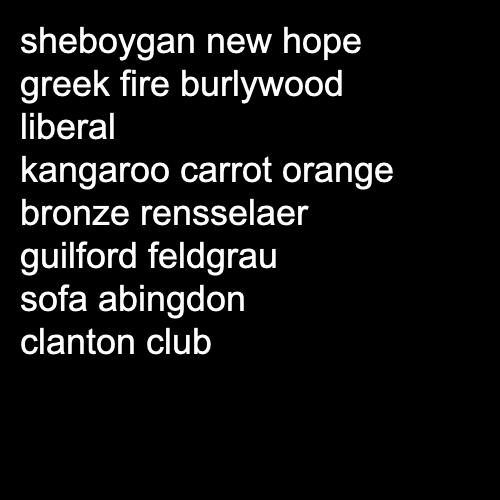 sheboygan new hope
greek fire burlywood
liberal
kangaroo carrot orange
bronze rensselaer
guilford feldgrau
sofa abingdon
clanton club